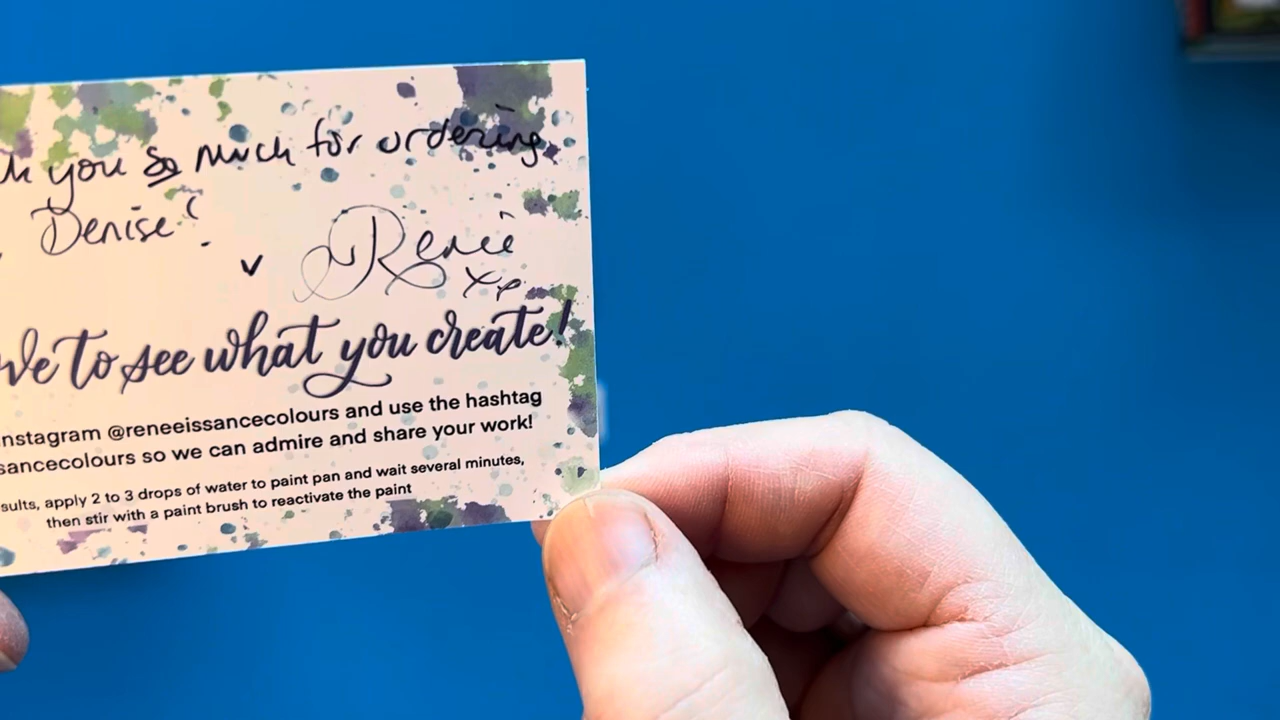 you so much for ordering
Denise!
Renée
xx
to see what you create!
nstagram @reneeissancecolours and use the hashtag
sancecolours so we can admire and share your work!
sults, apply 2 to 3 drops of water to paint pan and wait several minutes,
then stir with a paint brush to reactivate the paint